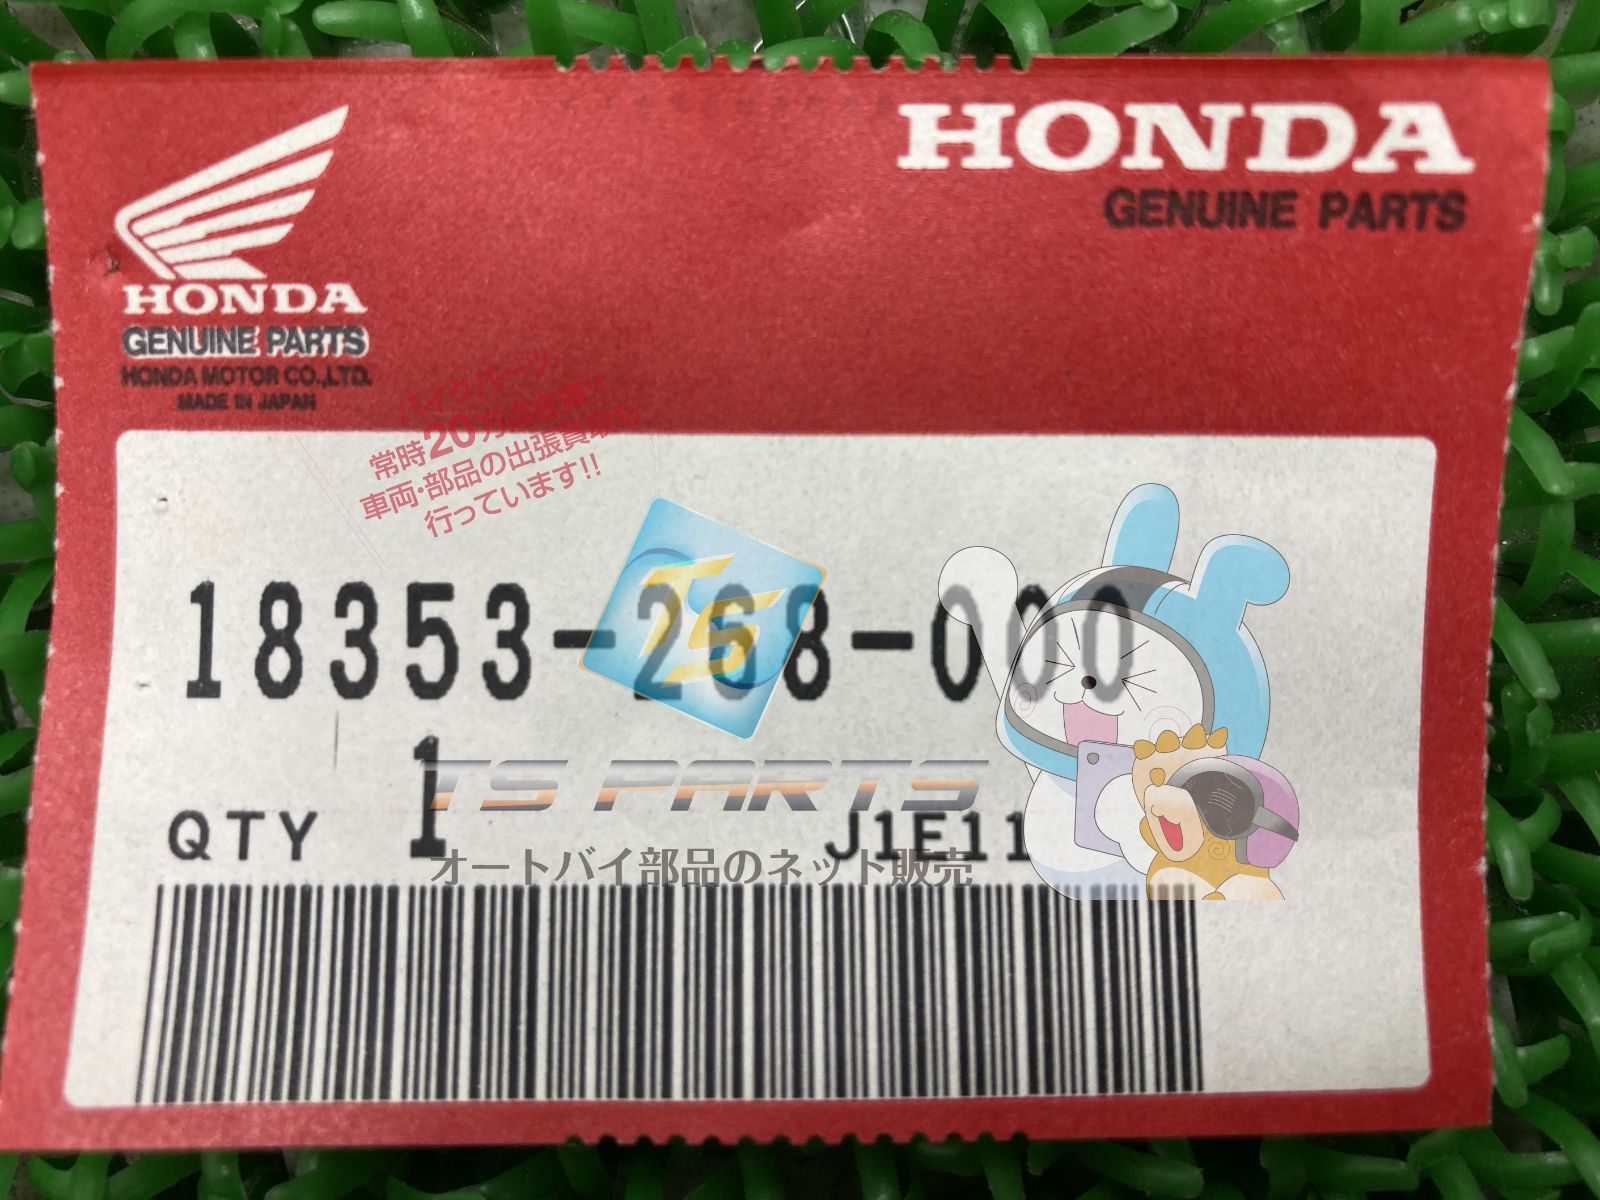 HONDA
GENUINE PARTS
HONDA
GENUINE PARTS
HONDA MOTOR CO.,LTD.
MADE IN JAPAN
バイクパーツ
常時20万点在庫!!
車両・部品の出張買取も
行っています!!
18353-268-000
TS
QTY 1 J1E11
TS PARTS
オートバイ部品のネット販売